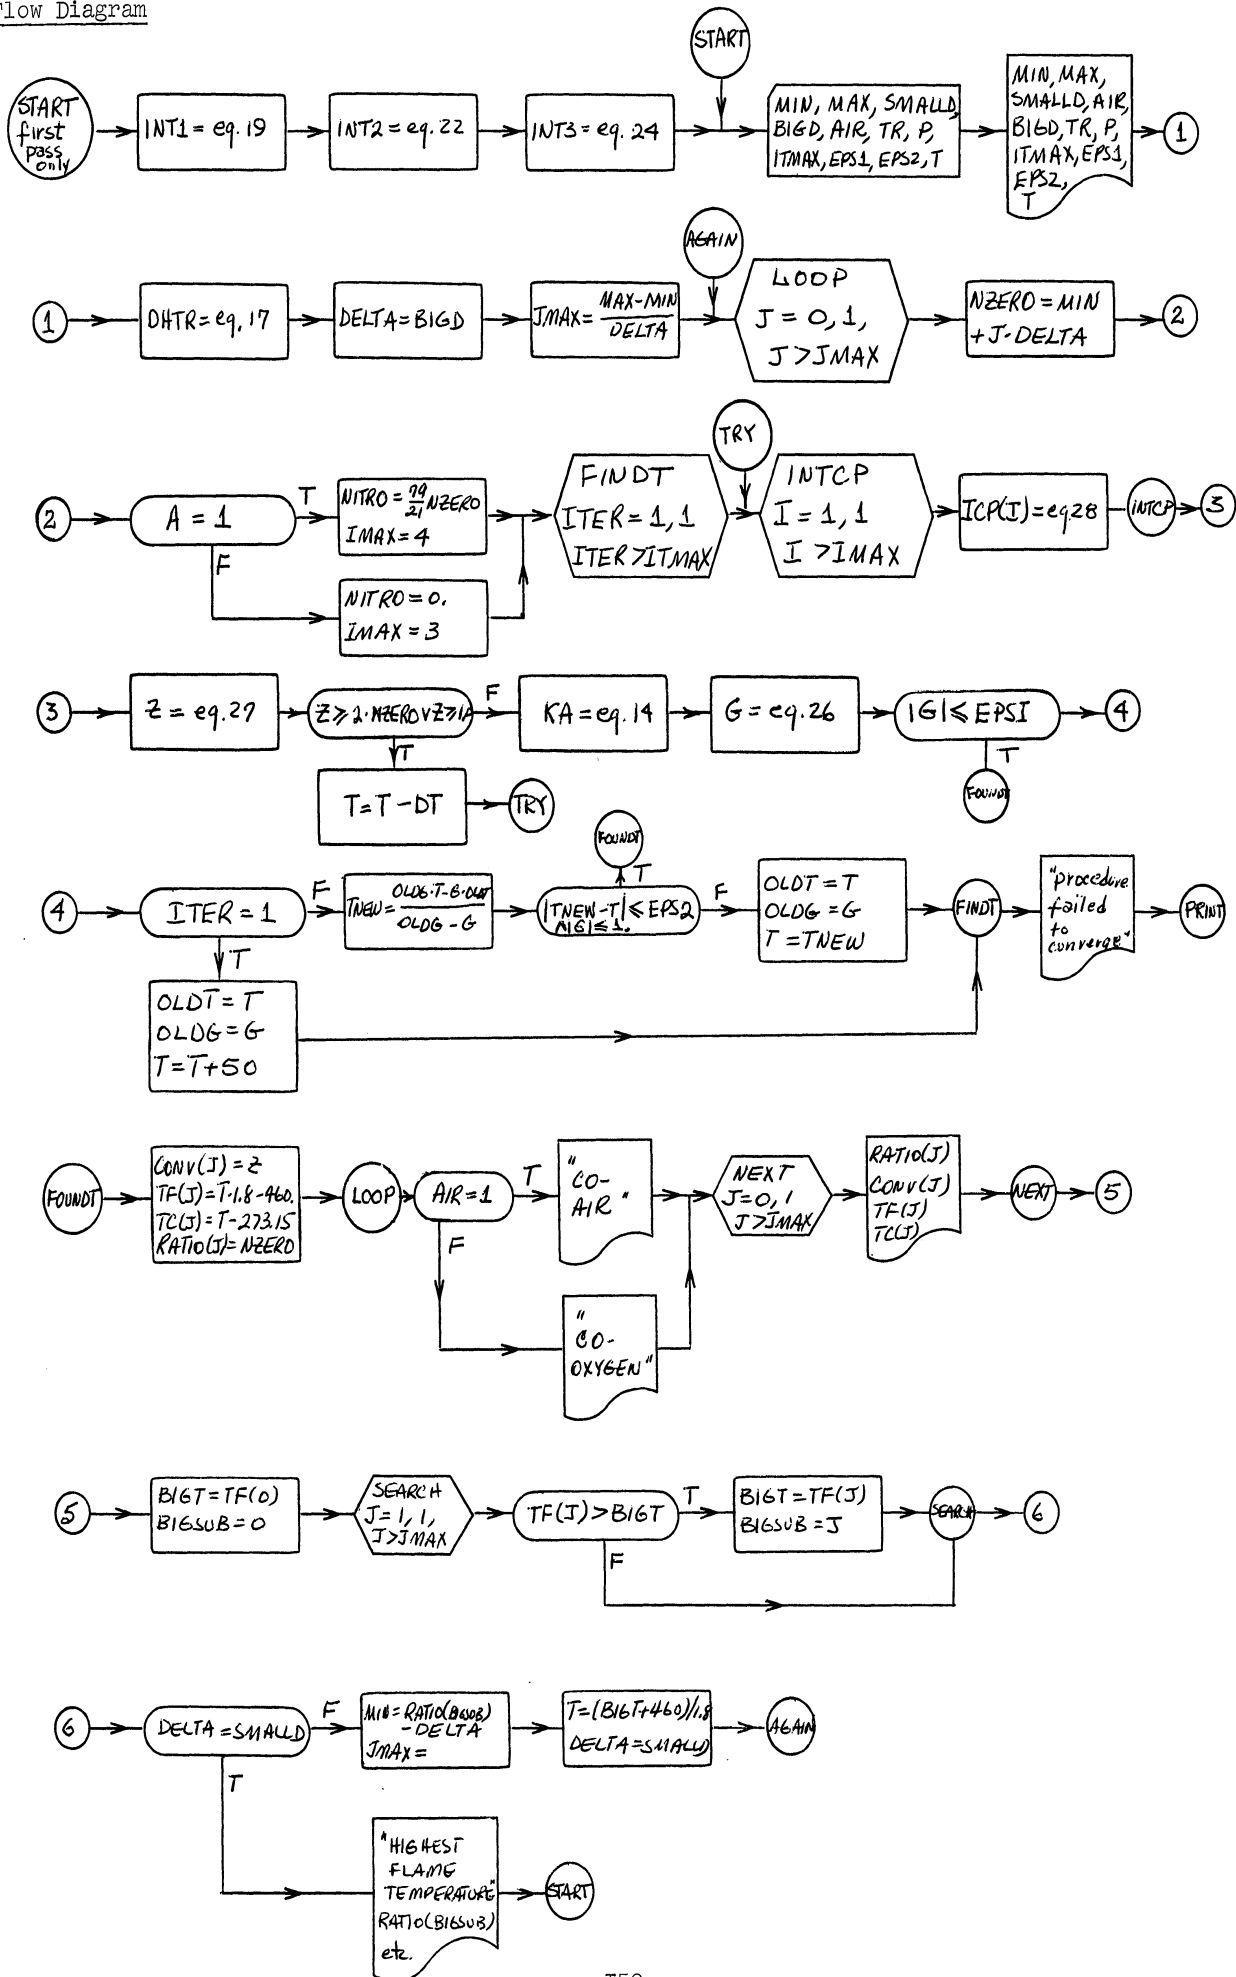 Flow Diagram
START
START
first
pass
only
INT1 = eq. 19
INT2 = eq. 22
INT3 = eq. 24
MIN, MAX, SMALLD,
BIGD, AIR, TR, P,
ITMAX, EPS1, EPS2, T
MIN, MAX,
SMALLD, AIR,
BIGD, TR, P,
ITMAX, EPS1,
EPS2,
T
1
AGAIN
1
DHTR = eq. 17
DELTA = BIGD
JMAX = MAX-MIN
DELTA
LOOP
J = 0, 1,
J > JMAX
NZERO = MIN
+ J·DELTA
2
TRY
2
A = 1
T
F
NITRO = 79/21 NZERO
IMAX = 4
NITRO = 0.
IMAX = 3
FINDT
ITER = 1, 1
ITER > ITMAX
INTCP
I = 1, 1
I > IMAX
ICP(I) = eq. 28
INTCP
3
3
Z = eq. 27
Z ≥ 2·NZERO ∨ Z ≥ 1.
F
T
T = T - DT
TRY
KA = eq. 14
G = eq. 26
|G| ≤ EPS1
T
FOUNDT
4
4
ITER = 1
F
T
TNEW = OLDG·T-G·OLDT
OLDG - G
FOUNDT
T
|TNEW-T| ≤ EPS2
∧ |G| ≤ 1.
F
OLDT = T
OLDG = G
T = TNEW
FINDT
"procedure
failed
to
converge"
PRINT
OLDT = T
OLDG = G
T = T+50
FOUNDT
CONV(J) = Z
TF(J) = T·1.8-460.
TC(J) = T-273.15
RATIO(J) = NZERO
LOOP
AIR = 1
T
F
"
CO-
AIR "
"
CO-
OXYGEN"
NEXT
J = 0, 1
J > JMAX
RATIO(J)
CONV(J)
TF(J)
TC(J)
NEXT
5
5
BIGT = TF(0)
BIGSUB = 0
SEARCH
J = 1, 1,
J > JMAX
TF(J) > BIGT
T
F
BIGT = TF(J)
BIGSUB = J
SEARCH
6
6
DELTA = SMALLD
F
T
MIN = RATIO(BIGSUB)
- DELTA
JMAX =
T = (BIGT+460)/1.8
DELTA = SMALLD
AGAIN
"HIGHEST
FLAME
TEMPERATURE"
RATIO(BIGSUB)
etc.
START